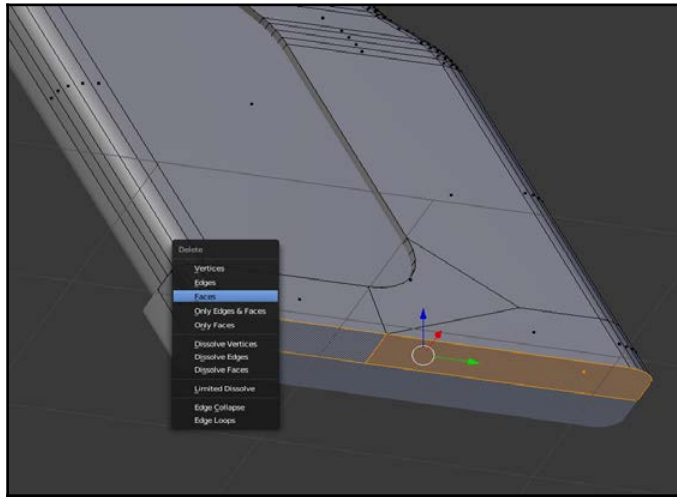 Delete
Vertices
Edges
Faces
Only Edges & Faces
Only Faces
Dissolve Vertices
Dissolve Edges
Dissolve Faces
Limited Dissolve
Edge Collapse
Edge Loops